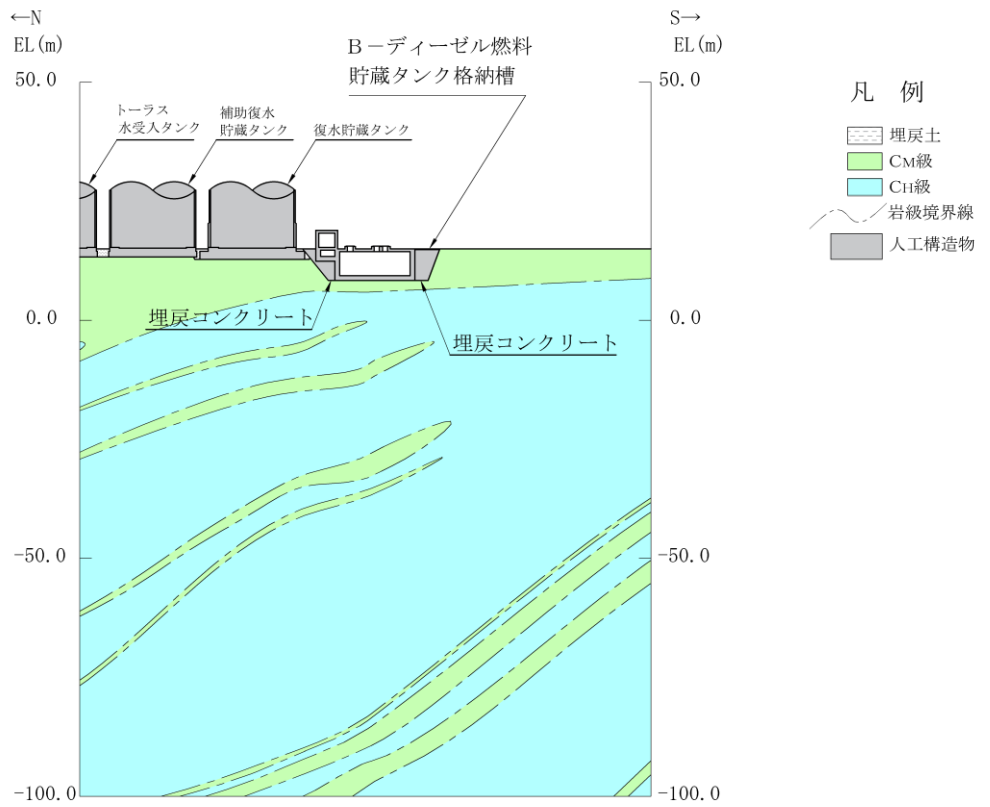 ←N
EL(m)
S→
EL(m)
B-ディーゼル燃料
貯蔵タンク格納槽
50.0
50.0
凡 例
トーラス
水受入タンク
補助復水
貯蔵タンク
復水貯蔵タンク
埋戻土
CM級
CH級
岩級境界線
人工構造物
0.0
埋戻コンクリート
0.0
埋戻コンクリート
-50.0
-50.0
-100.0
-100.0